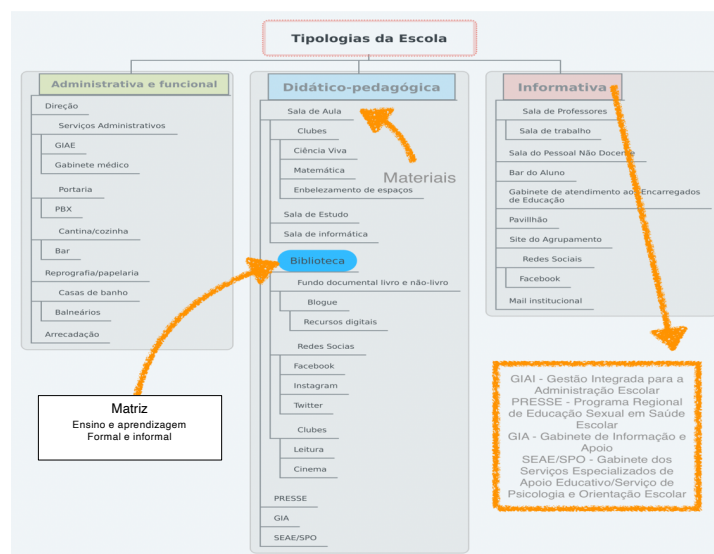 Tipologias da Escola
Administrativa e funcional
Direção
Serviços Administrativos
GIAE
Gabinete médico
Portaria
PBX
Cantina/cozinha
Bar
Reprografia/papelaria
Casas de banho
Balneários
Arrecadação
Matriz
Ensino e aprendizagem
Formal e informal
Didático-pedagógica
Sala de Aula
Clubes
Ciência Viva
Matemática
Enbelezamento de espaços
Materiais
Sala de Estudo
Sala de informática
Biblioteca
Fundo documental livro e não-livro
Blogue
Recursos digitais
Redes Socias
Facebook
Instagram
Twitter
Clubes
Leitura
Cinema
PRESSE
GIA
SEAE/SPO
Informativa
Sala de Professores
Sala de trabalho
Sala do Pessoal Não Docente
Bar do Aluno
Gabinete de atendimento aos Encarregados
de Educação
Pavillhão
Site do Agrupamento
Redes Sociais
Facebook
Mail institucional
GIAI - Gestão Integrada para a
Administração Escolar
PRESSE - Programa Regional
de Educação Sexual em Saúde
Escolar
GIA - Gabinete de Informação e
Apoio
SEAE/SPO - Gabinete dos
Serviços Especializados de
Apoio Educativo/Serviço de
Psicologia e Orientação Escolar